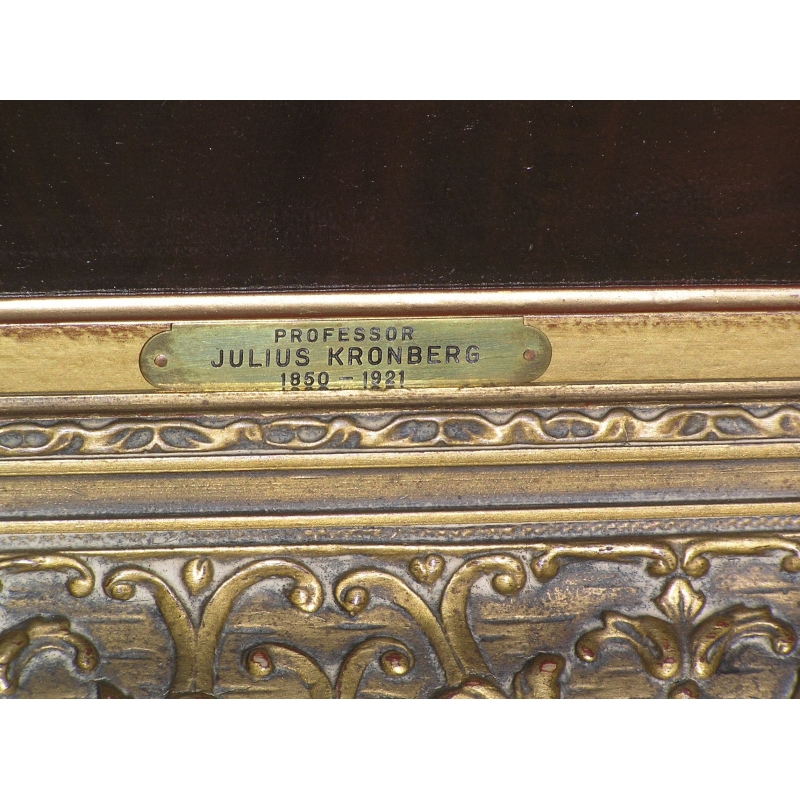 PROFESSOR
JULIUS KRONBERG
1850 - 1921